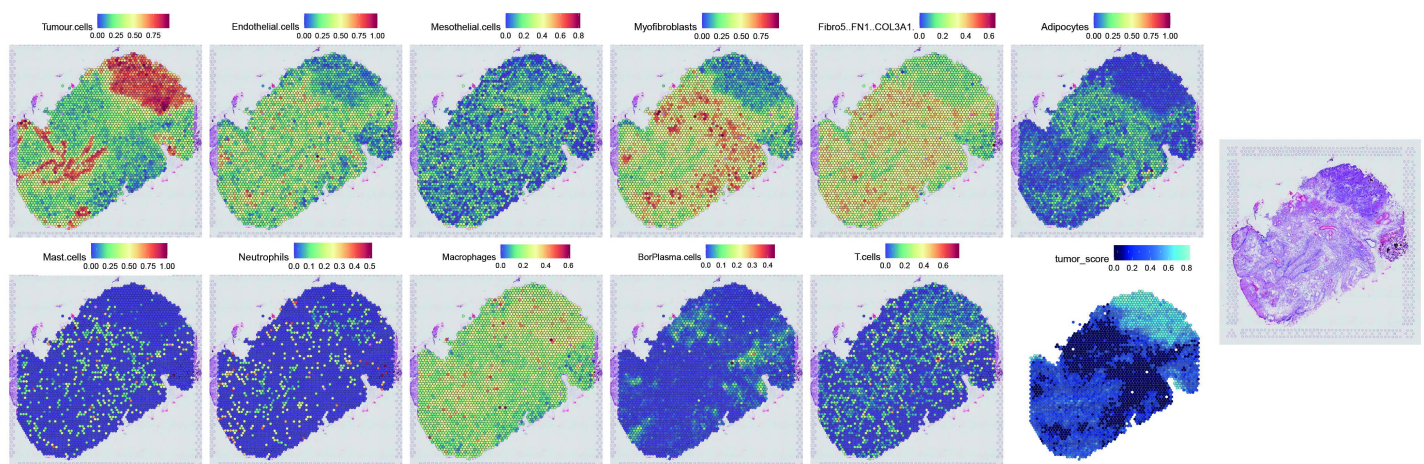 Tumour.cells
0.00 0.25 0.50 0.75 1.00
Endothelial.cells
0.00 0.25 0.50 0.75 1.00
Mesothelial.cells
0.0 0.2 0.4 0.6 0.8
Myofibroblasts
0.00 0.25 0.50 0.75
Fibro5..FN1..COL3A1.
0.0 0.2 0.4 0.6
Adipocytes
0.00 0.25 0.50 0.75 1.00
Mast.cells
0.00 0.25 0.50 0.75 1.00
Neutrophils
0.0 0.1 0.2 0.3 0.4 0.5
Macrophages
0.0 0.2 0.4 0.6
BorPlasma.cells
0.0 0.1 0.2 0.3 0.4
T.cells
0.0 0.2 0.4 0.6
tumor_score
0.0 0.2 0.4 0.6 0.8